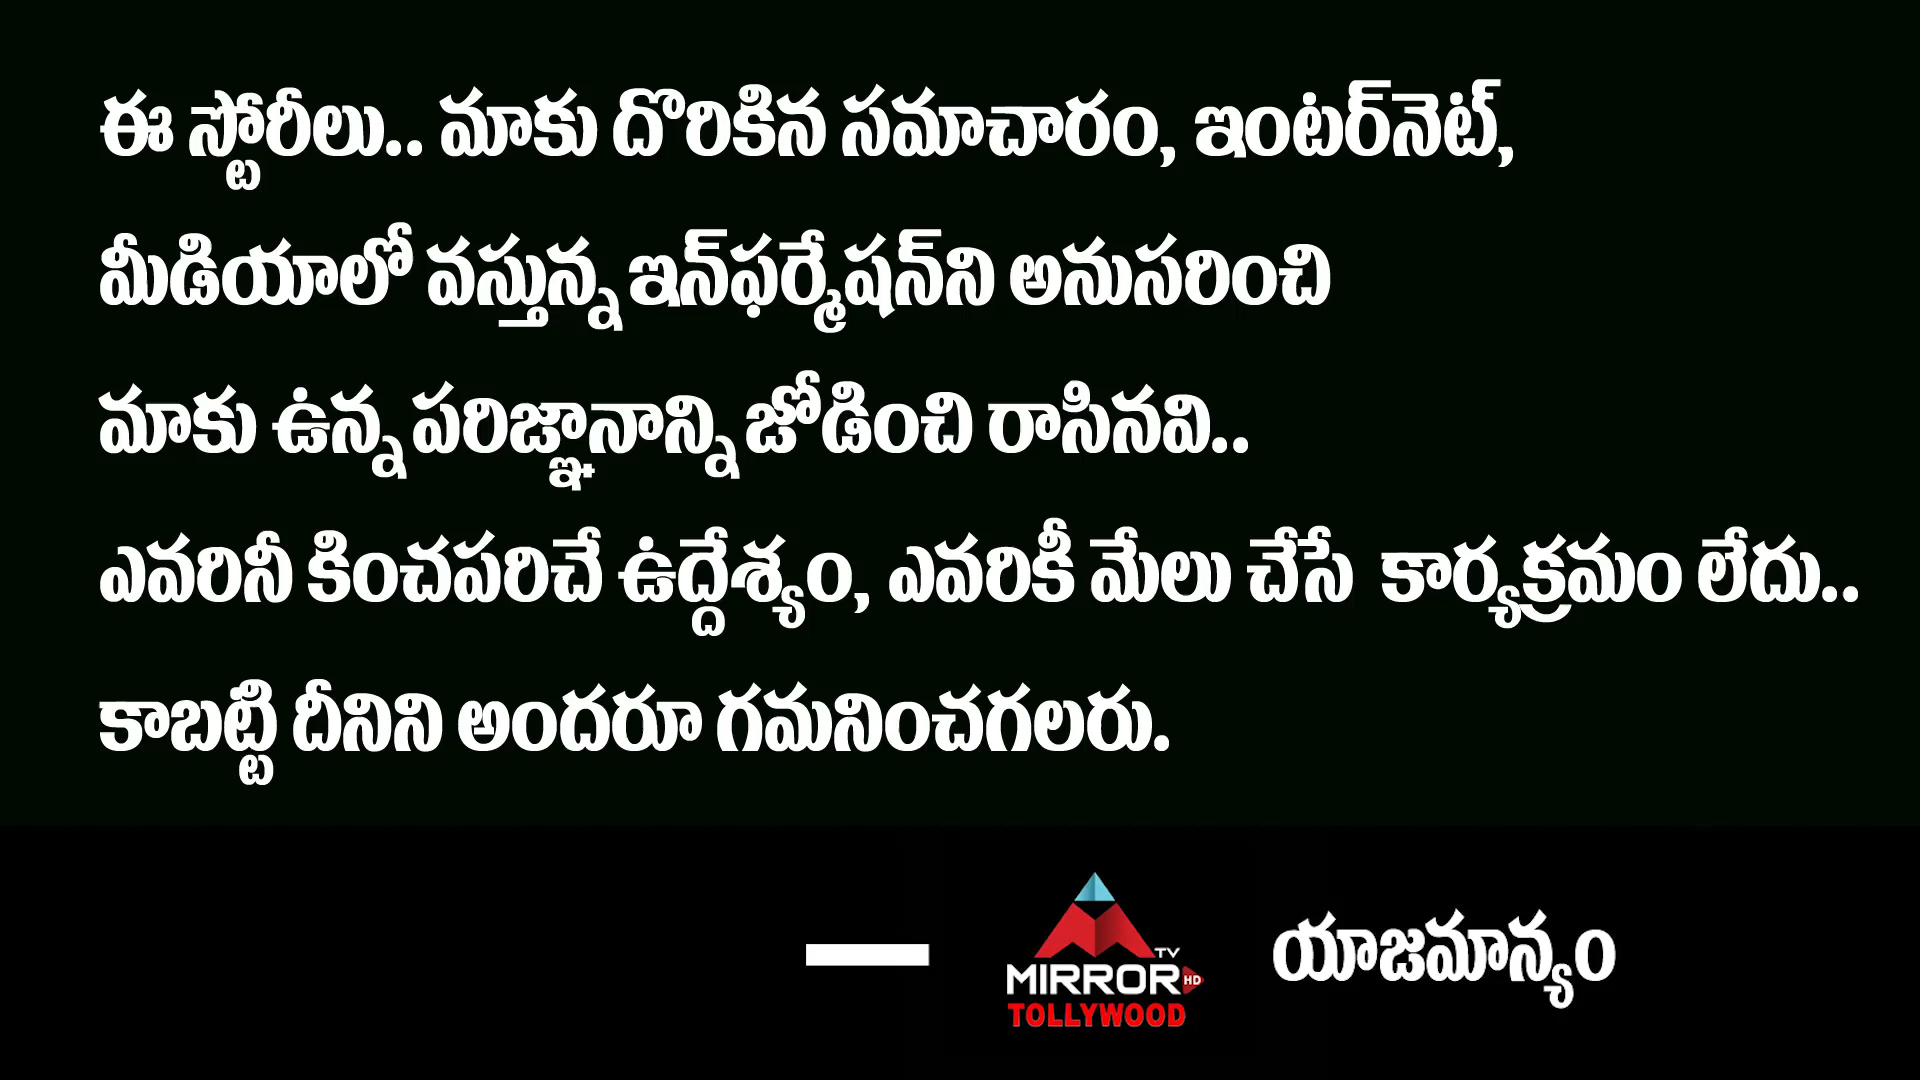 ఈ స్టోరీలు.. మాకు దొరికిన సమాచారం, ఇంటర్‌నెట్,
మీడియాలో వస్తున్న ఇన్‌ఫర్మేషన్‌ని అనుసరించి
మాకు ఉన్న పరిజ్ఞానాన్ని జోడించి రాసినవి..
ఎవరినీ కించపరిచే ఉద్దేశ్యం, ఎవరికీ మేలు చేసే కార్యక్రమం లేదు..
కాబట్టి దీనిని అందరూ గమనించగలరు.
— TV MIRROR HD TOLLYWOOD యాజమాన్యం